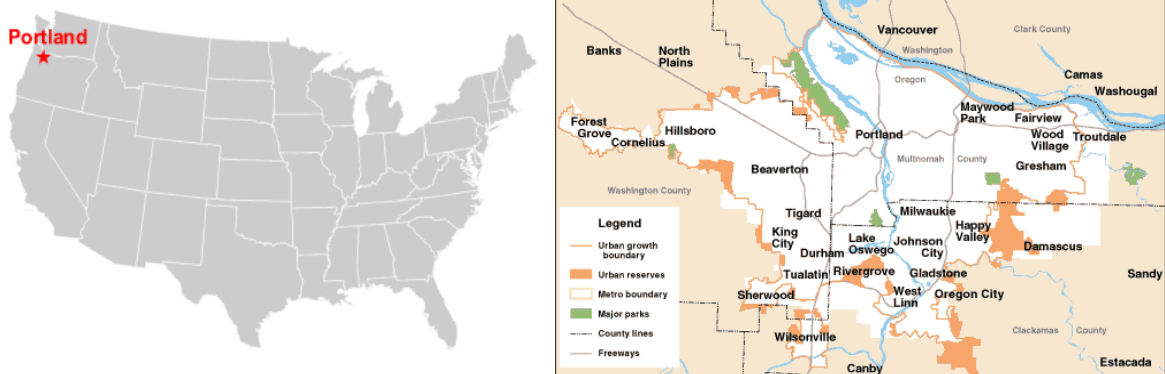 Portland
Vancouver
Clark County
Banks
North
Plains
Washington
Oregon
Camas
Washougal
Maywood
Park
Fairview
Forest
Grove
Cornelius
Hillsboro
Portland
Wood
Village
Troutdale
Multnomah
County
Gresham
Beaverton
Washington County
Tigard
Milwaukie
King
City
Lake
Oswego
Johnson
City
Happy
Valley
Damascus
Durham
Tualatin
Rivergrove
Gladstone
Sandy
Sherwood
West
Linn
Oregon City
Wilsonville
Clackamas
County
Canby
Estacada
Legend
Urban growth
boundary
Urban reserves
Metro boundary
Major parks
County lines
Freeways